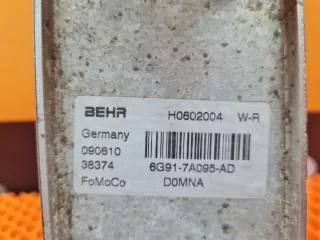 BEHR H0602004 W-R
Germany
090610
38374 6G91-7A095-AD
FoMoCo D0MNA